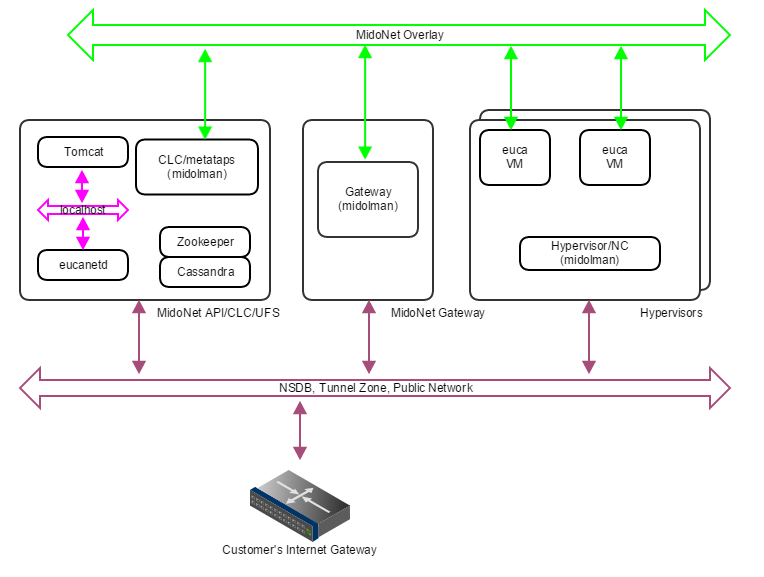 MidoNet Overlay
Tomcat
localhost
eucanetd
CLC/metataps
(midolman)
Zookeeper
Cassandra
MidoNet API/CLC/UFS
Gateway
(midolman)
MidoNet Gateway
euca
VM
euca
VM
Hypervisor/NC
(midolman)
Hypervisors
NSDB, Tunnel Zone, Public Network
Customer's Internet Gateway